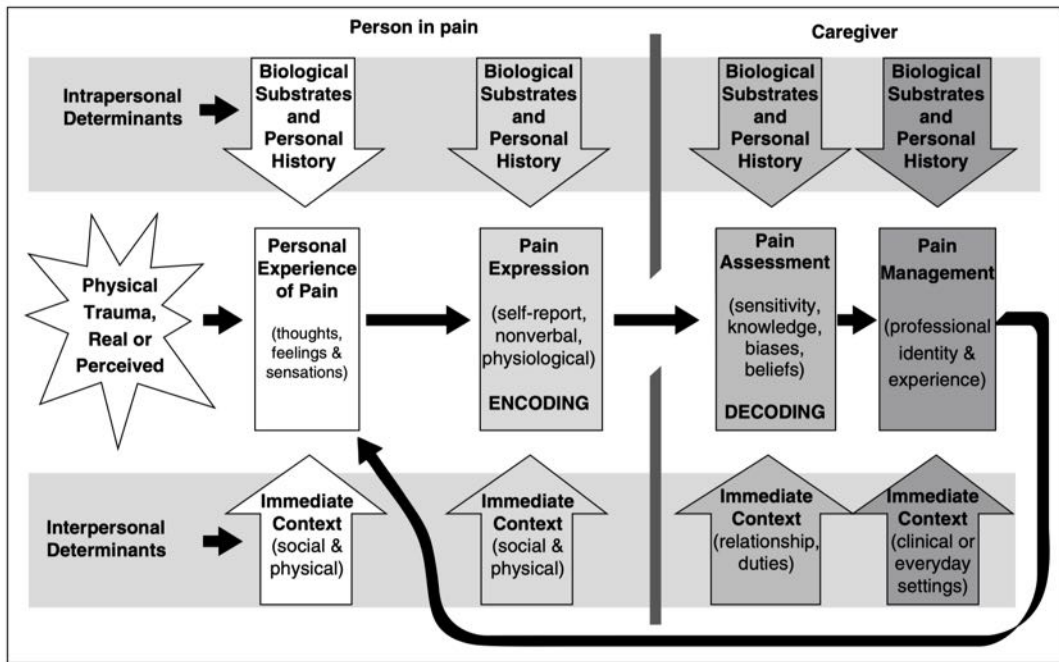 Person in pain
Caregiver
Intrapersonal
Determinants
Biological
Substrates
and
Personal
History
Biological
Substrates
and
Personal
History
Biological
Substrates
and
Personal
History
Biological
Substrates
and
Personal
History
Physical
Trauma,
Real or
Perceived
Personal
Experience
of Pain
(thoughts,
feelings &
sensations)
Pain
Expression
(self-report,
nonverbal,
physiological)
ENCODING
Pain
Assessment
(sensitivity,
knowledge,
biases,
beliefs)
DECODING
Pain
Management
(professional
identity &
experience)
Interpersonal
Determinants
Immediate
Context
(social &
physical)
Immediate
Context
(social &
physical)
Immediate
Context
(relationship,
duties)
Immediate
Context
(clinical or
everyday
settings)